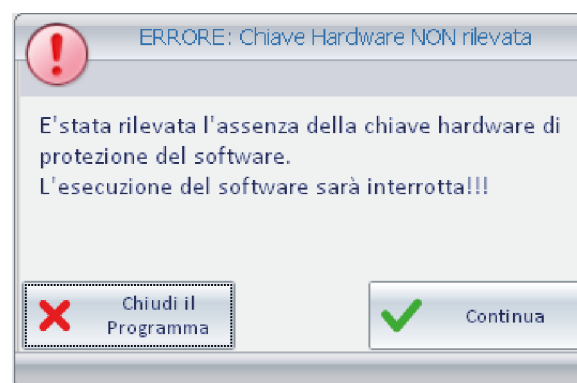 ERRORE: Chiave Hardware NON rilevata
E'stata rilevata l'assenza della chiave hardware di
protezione del software.
L'esecuzione del software sarà interrotta!!!
Chiudi il
Programma
Continua